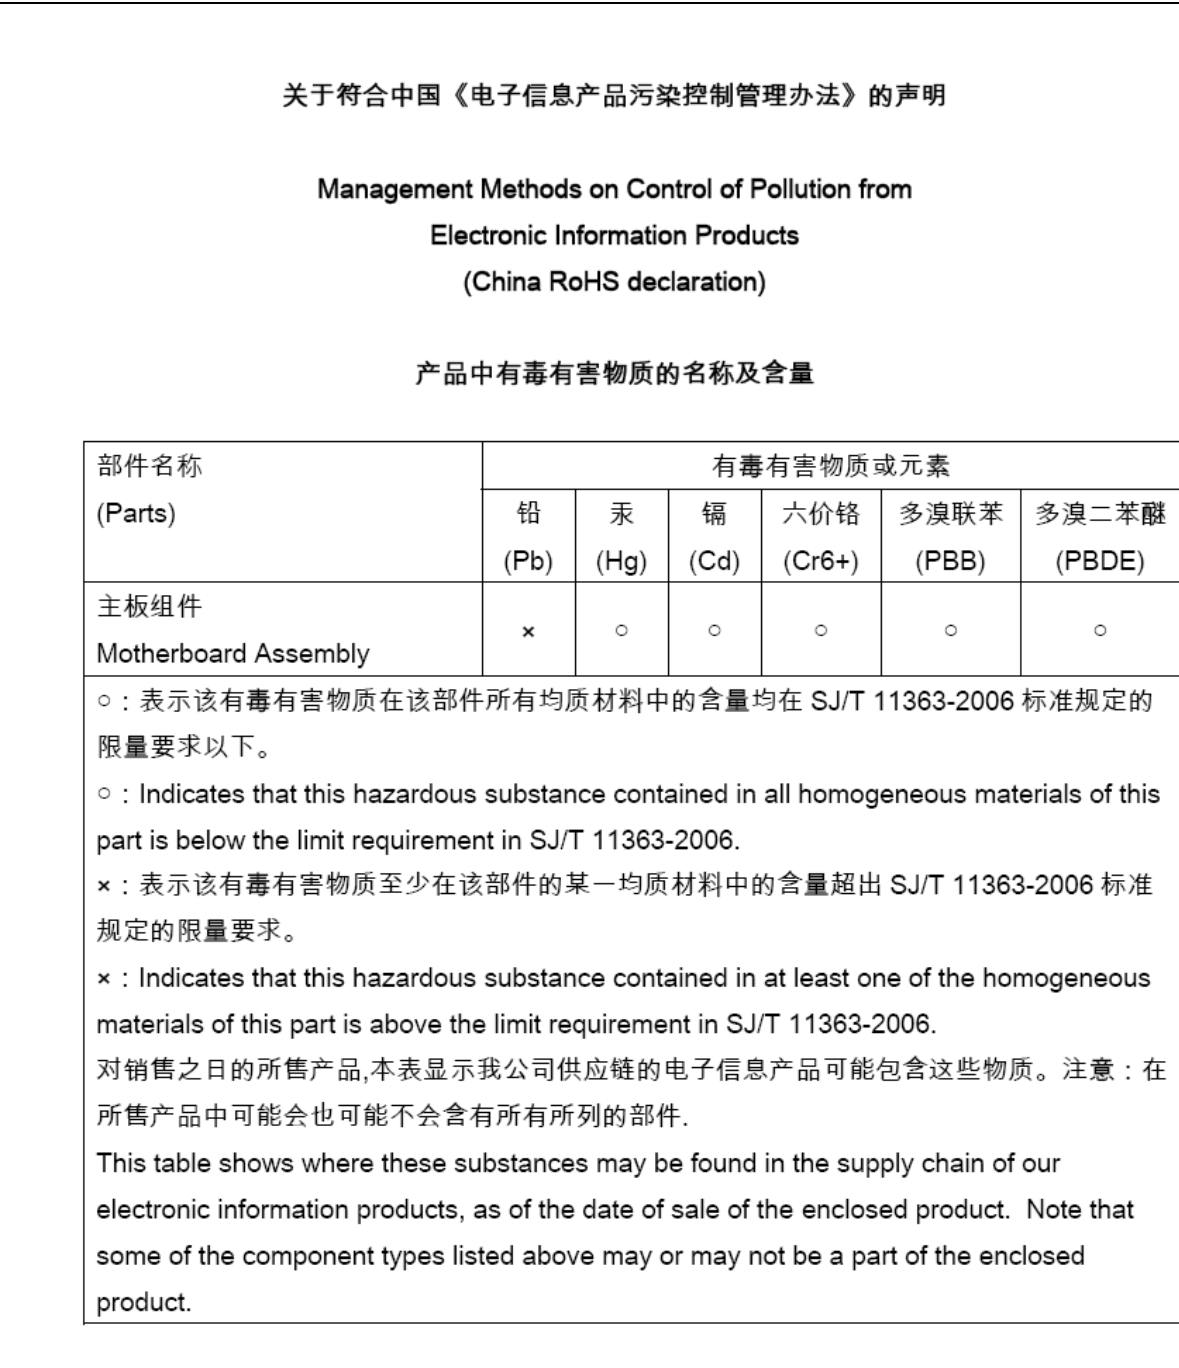 关于符合中国《电子信息产品污染控制管理办法》的声明
Management Methods on Control of Pollution from
Electronic Information Products
(China RoHS declaration)
产品中有毒有害物质的名称及含量
部件名称
(Parts)
有毒有害物质或元素
铅 汞 镉 六价铬 多溴联苯 多溴二苯醚
(Pb) (Hg) (Cd) (Cr6+) (PBB) (PBDE)
主板组件
Motherboard Assembly
× ○ ○ ○ ○ ○
○：表示该有毒有害物质在该部件所有均质材料中的含量均在 SJ/T 11363-2006 标准规定的
限量要求以下。
○：Indicates that this hazardous substance contained in all homogeneous materials of this
part is below the limit requirement in SJ/T 11363-2006.
×：表示该有毒有害物质至少在该部件的某一均质材料中的含量超出 SJ/T 11363-2006 标准
规定的限量要求。
×：Indicates that this hazardous substance contained in at least one of the homogeneous
materials of this part is above the limit requirement in SJ/T 11363-2006.
对销售之日的所售产品,本表显示我公司供应链的电子信息产品可能包含这些物质。注意：在
所售产品中可能会也可能不会含有所有所列的部件.
This table shows where these substances may be found in the supply chain of our
electronic information products, as of the date of sale of the enclosed product.  Note that
some of the component types listed above may or may not be a part of the enclosed
product.